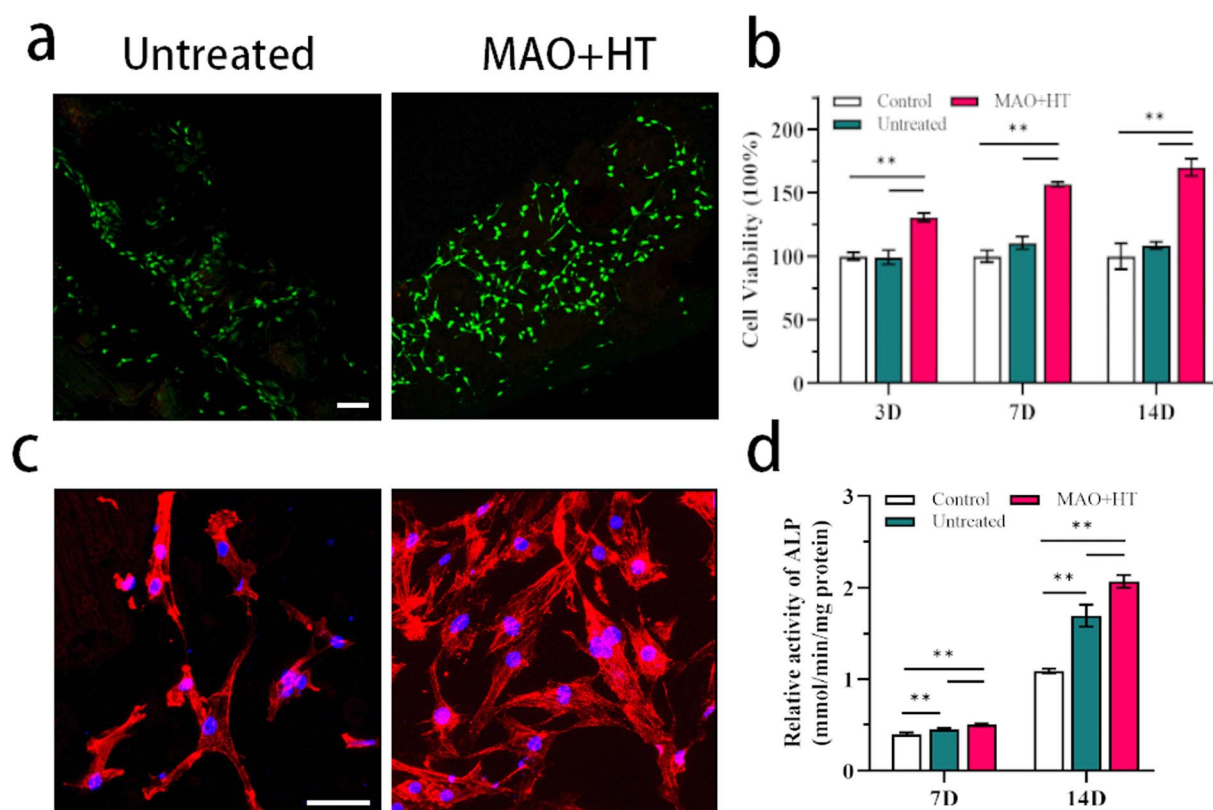 a
Untreated
MAO+HT
b
Control
MAO+HT
Untreated
Cell Viability (100%)
200
150
100
50
0
**
**
**
3D
7D
14D
c
d
Control
MAO+HT
Untreated
Relative activity of ALP
(mmol/min/mg protein)
3
2
1
0
**
**
**
**
7D
14D